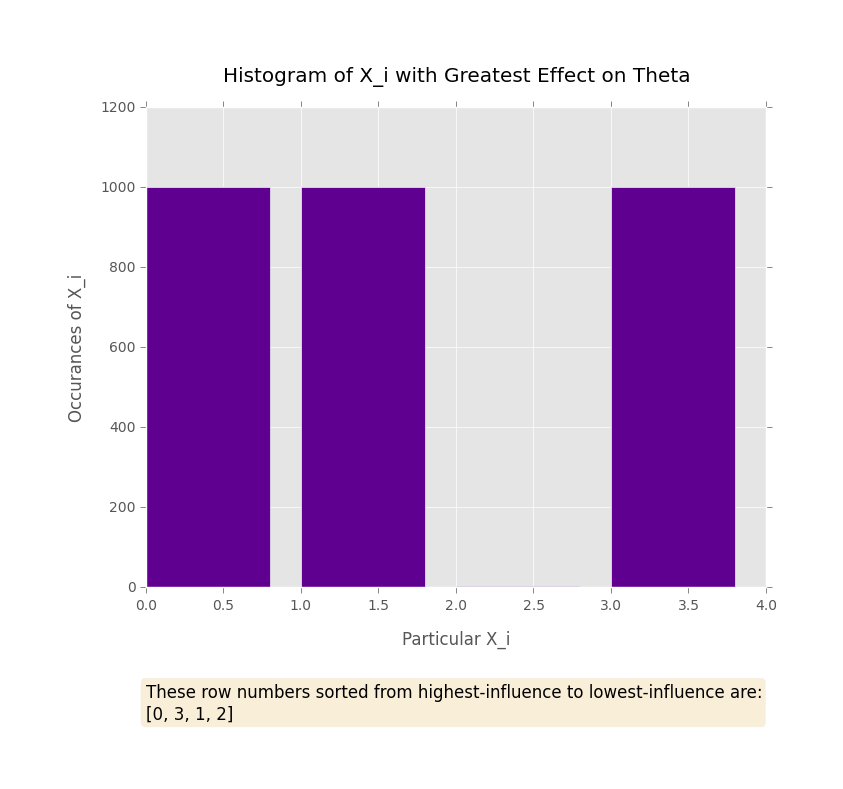 Histogram of X_i with Greatest Effect on Theta
1200
1000
800
600
400
200
0
Occurances of X_i
0.0 0.5 1.0 1.5 2.0 2.5 3.0 3.5 4.0
Particular X_i
These row numbers sorted from highest-influence to lowest-influence are:
[0, 3, 1, 2]